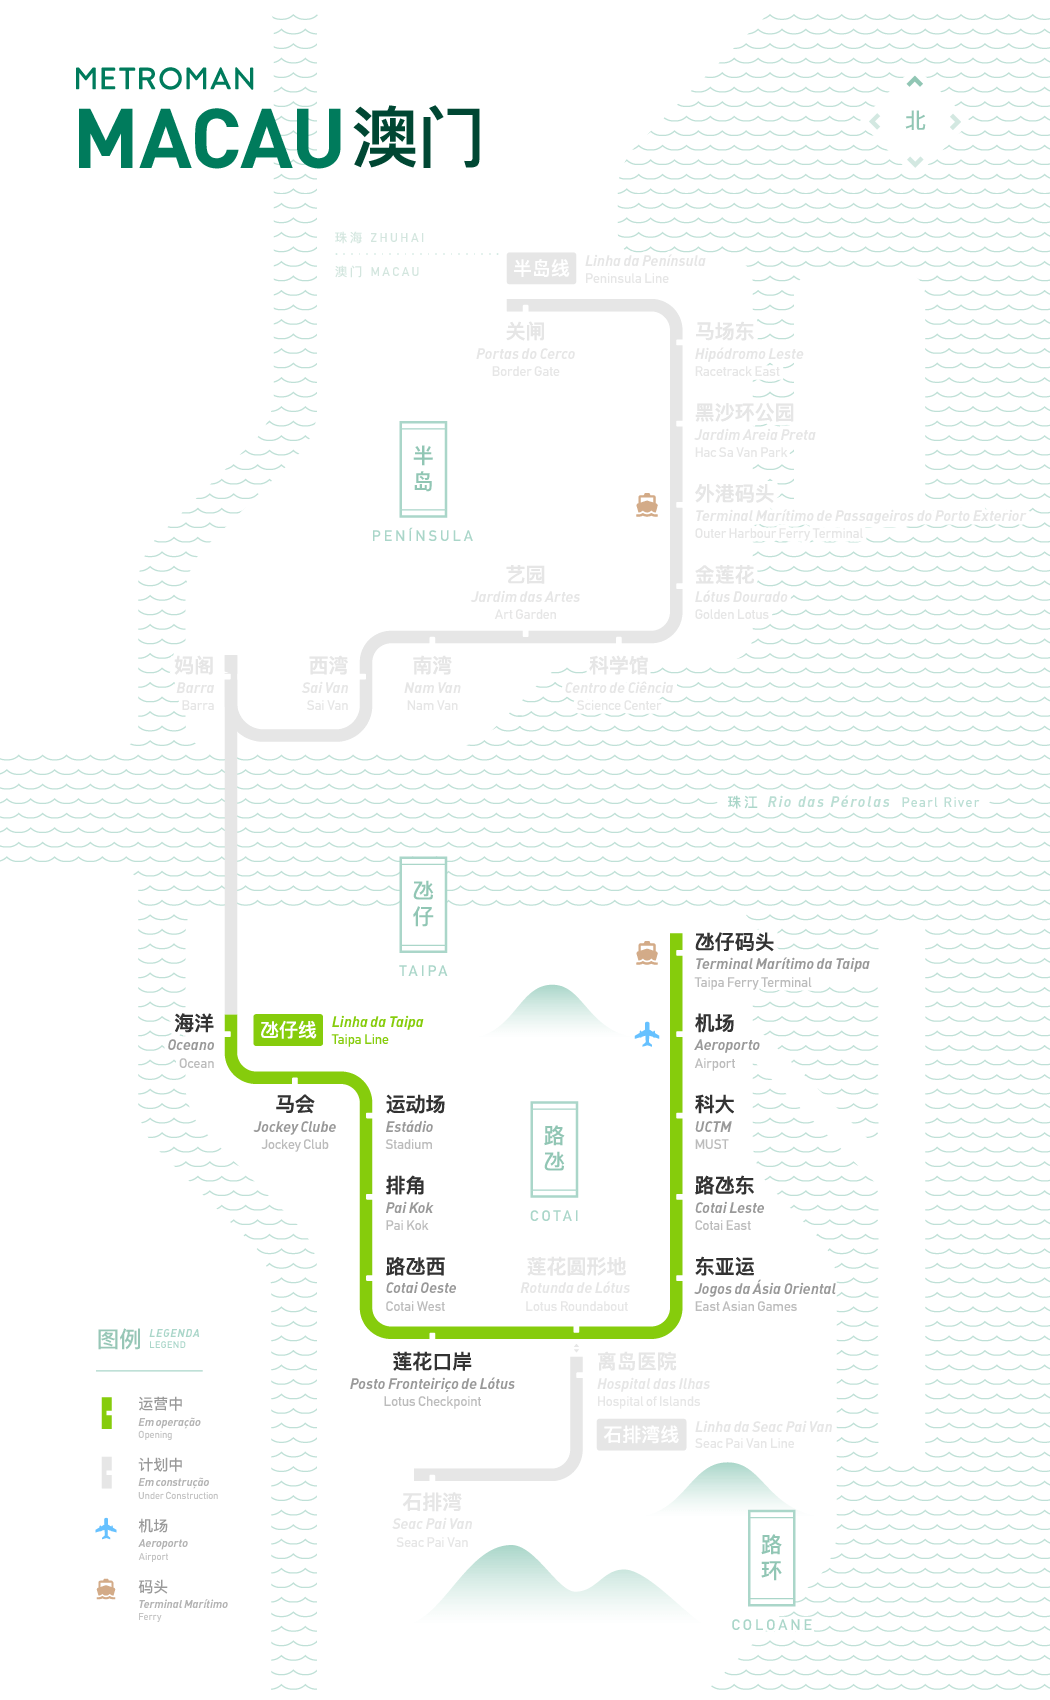 METROMAN
MACAU 澳门
北
珠海 ZHUHAI
澳门 MACAU
半岛线
Linha da Península
Peninsula Line
关闸
Portas do Cerco
Border Gate
马场东
Hipódromo Leste
Racetrack East
黑沙环公园
Jardim Areia Preta
Hac Sa Van Park
半岛
PENÍNSULA
外港码头
Terminal Marítimo de Passageiros do Porto Exterior
Outer Harbour Ferry Terminal
艺园
Jardim das Artes
Art Garden
金莲花
Lótus Dourado
Golden Lotus
妈阁
Barra
Barra
西湾
Sai Van
Sai Van
南湾
Nam Van
Nam Van
科学馆
Centro de Ciência
Science Center
珠江 Rio das Pérolas Pearl River
氹仔
TAIPA
氹仔码头
Terminal Marítimo da Taipa
Taipa Ferry Terminal
海洋
Oceano
Ocean
氹仔线
Linha da Taipa
Taipa Line
机场
Aeroporto
Airport
马会
Jockey Clube
Jockey Club
运动场
Estádio
Stadium
路氹
COTAI
科大
UCTM
MUST
排角
Pai Kok
Pai Kok
路氹东
Cotai Leste
Cotai East
路氹西
Cotai Oeste
Cotai West
莲花圆形地
Rotunda de Lótus
Lotus Roundabout
东亚运
Jogos da Ásia Oriental
East Asian Games
莲花口岸
Posto Fronteiriço de Lótus
Lotus Checkpoint
离岛医院
Hospital das Ilhas
Hospital of Islands
石排湾线
Linha da Seac Pai Van
Seac Pai Van Line
石排湾
Seac Pai Van
Seac Pai Van
路环
COLOANE
图例
LEGENDA
LEGEND
运营中
Em operação
Opening
计划中
Em construção
Under Construction
机场
Aeroporto
Airport
码头
Terminal Marítimo
Ferry